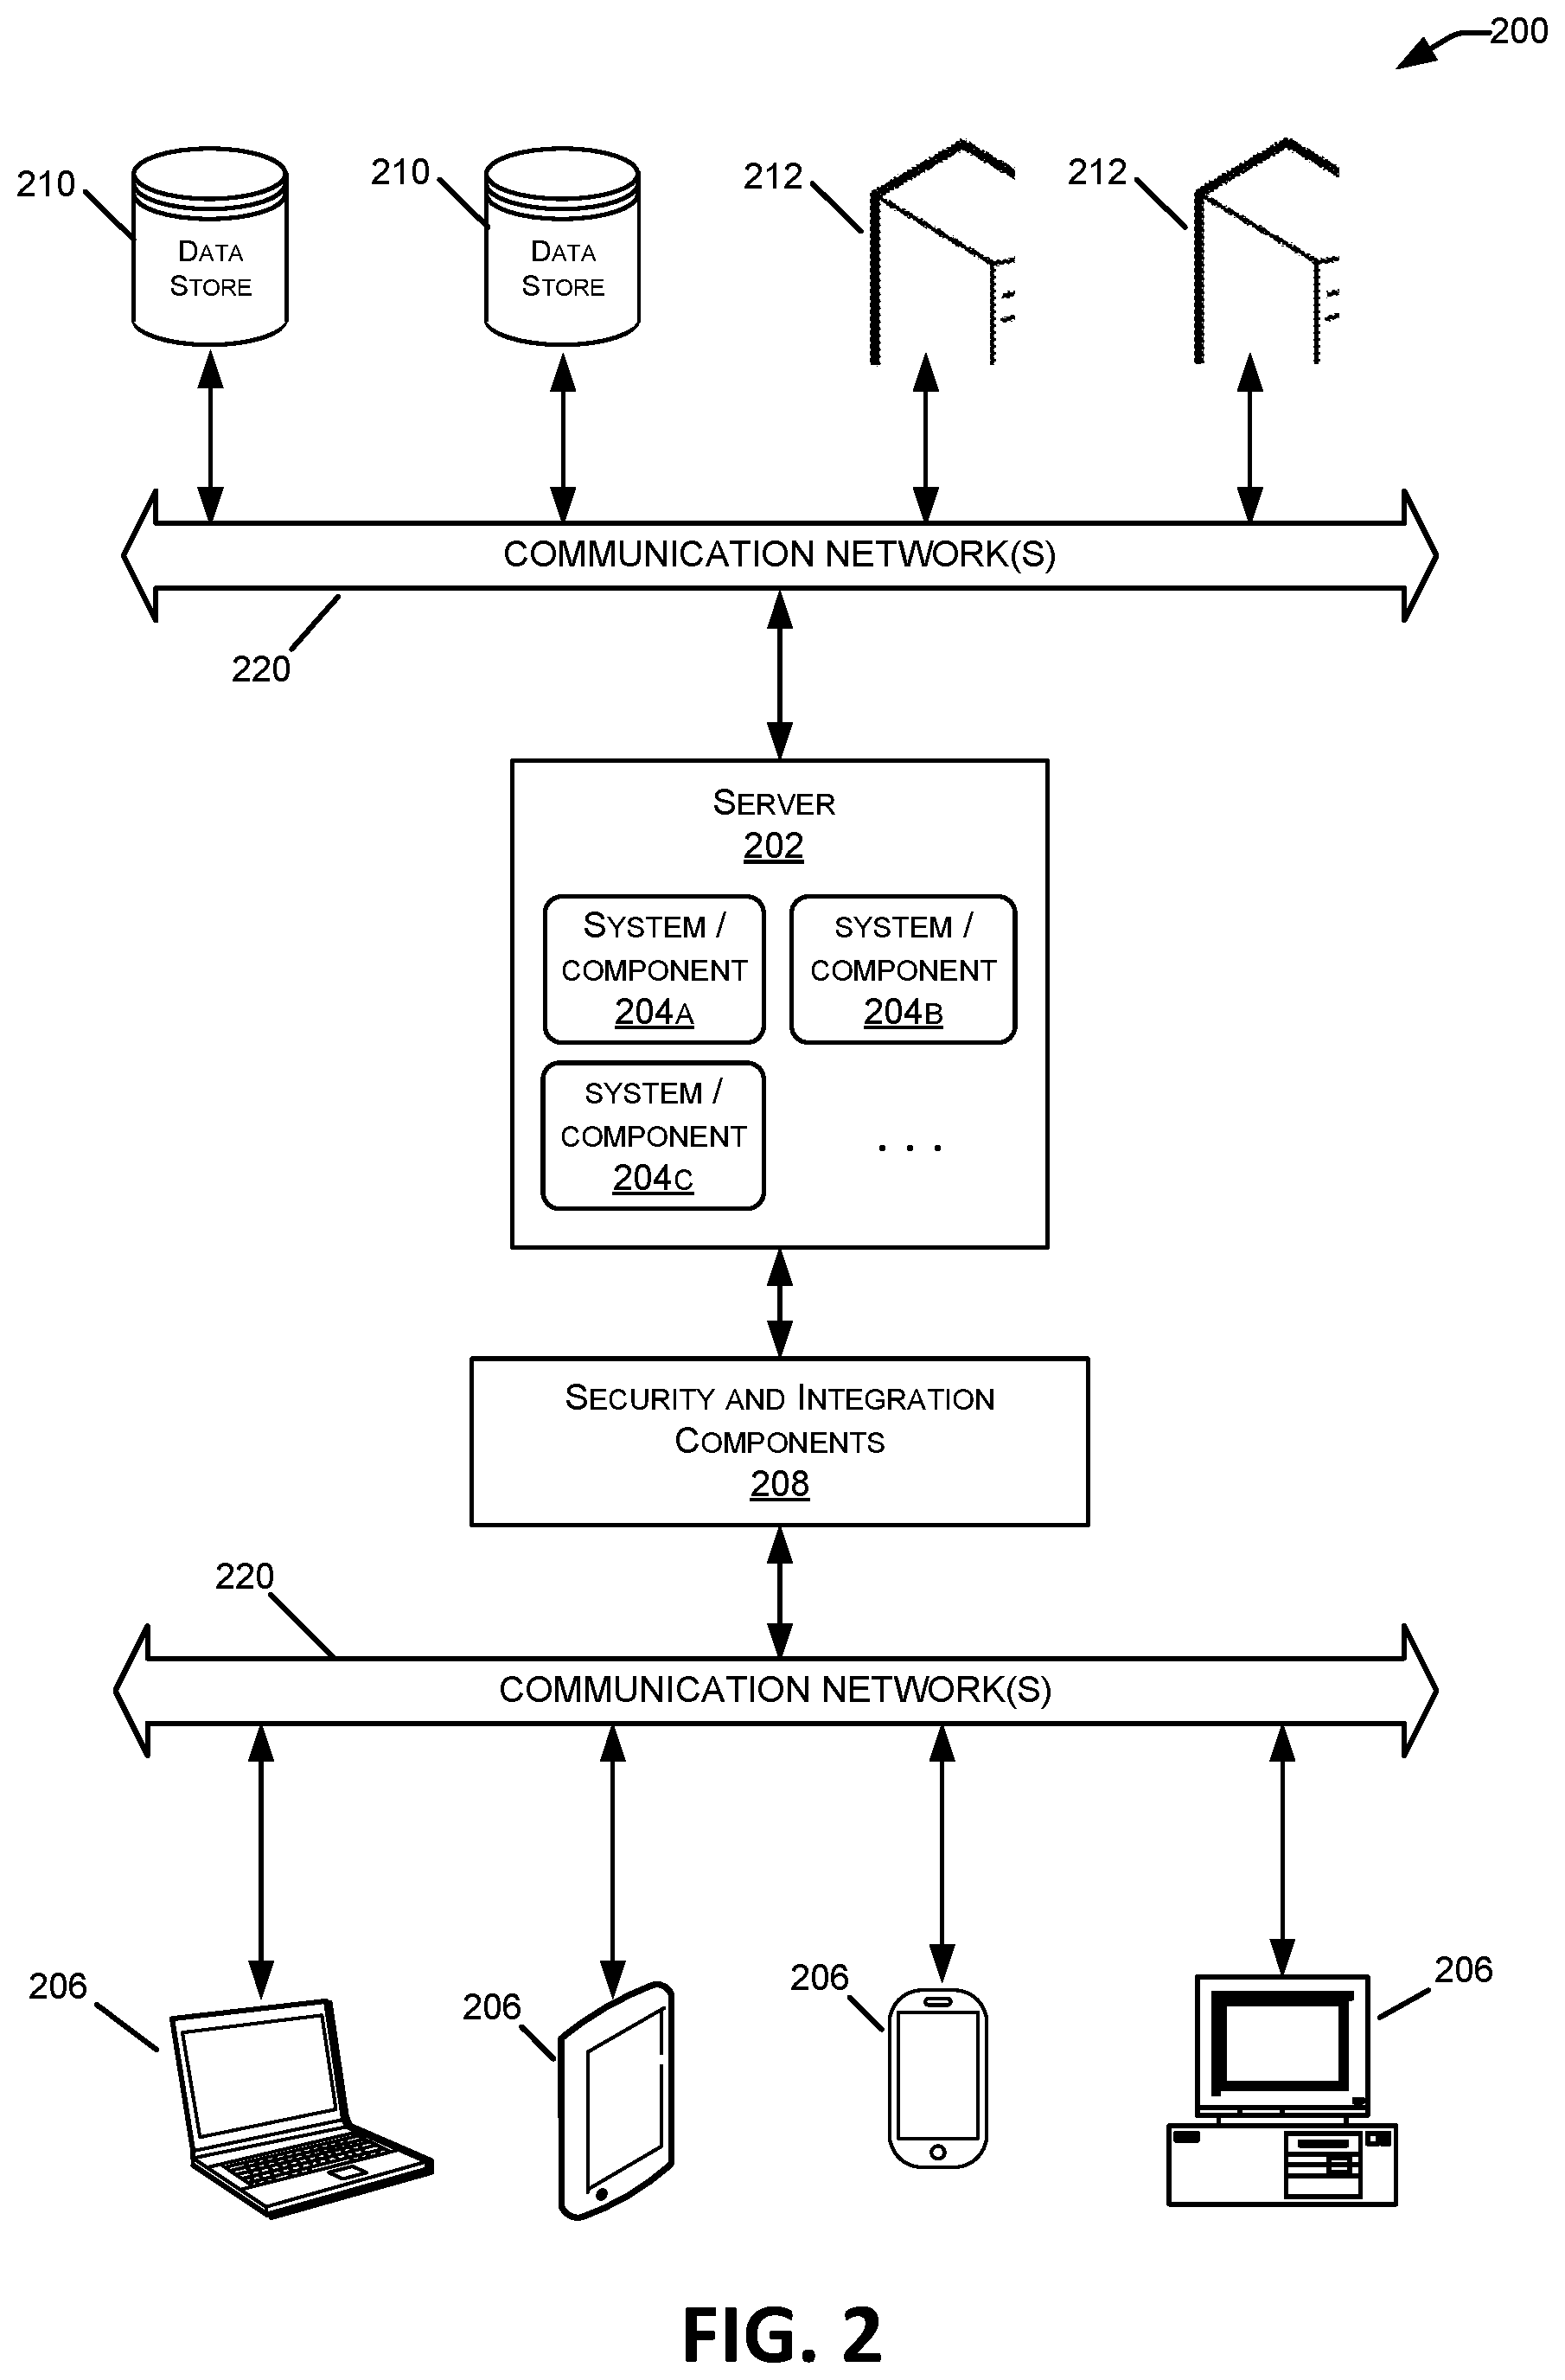 200
210
210
212
212
DATA
STORE
DATA
STORE
COMMUNICATION NETWORK(S)
220
SERVER
202
SYSTEM /
COMPONENT
204A
SYSTEM /
COMPONENT
204B
SYSTEM /
COMPONENT
204C
. . .
SECURITY AND INTEGRATION
COMPONENTS
208
220
COMMUNICATION NETWORK(S)
206
206
206
206
FIG. 2